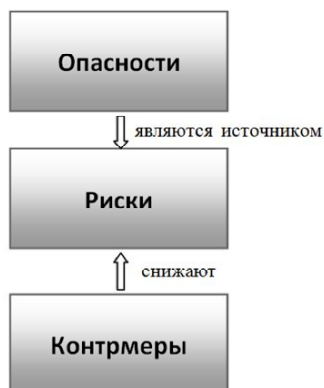 Опасности
являются источником
Риски
снижают
Контрмеры